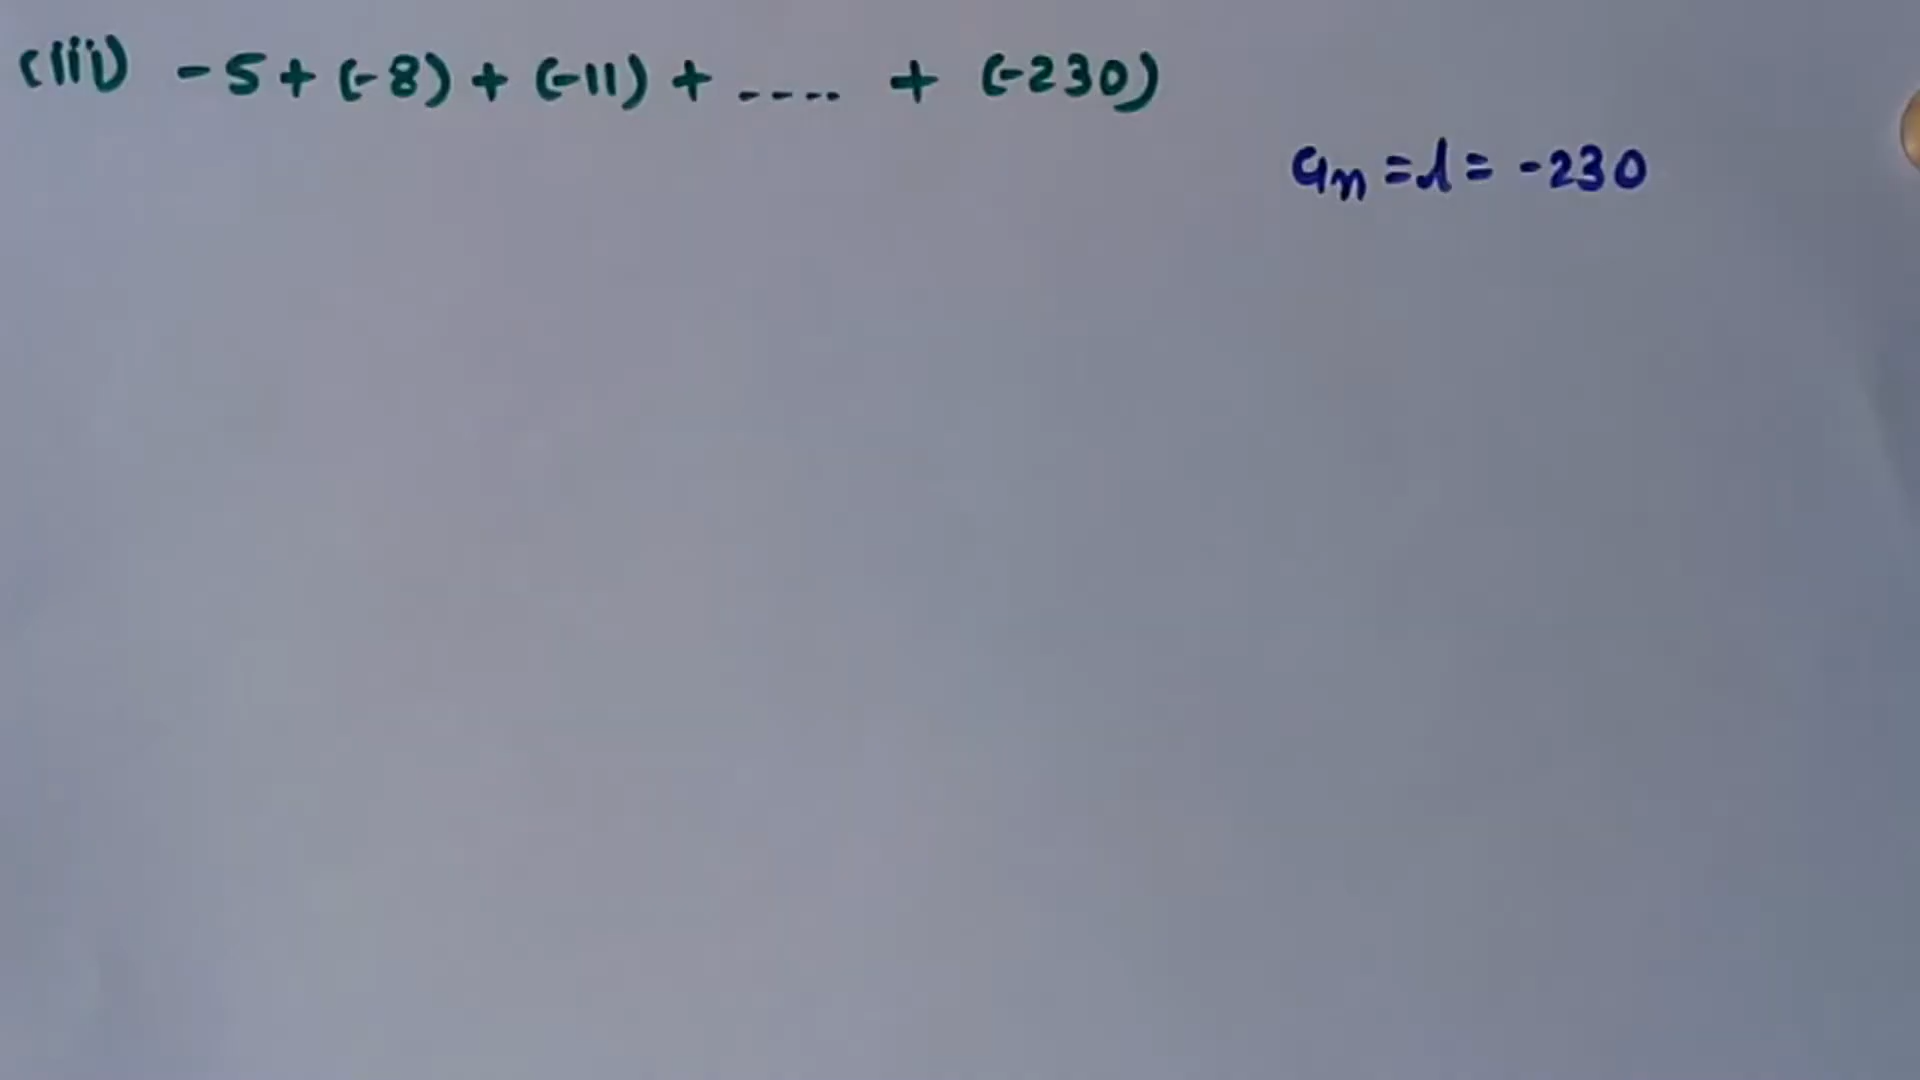 (iii) -5 + (-8) + (-11) + .... + (-230)
an = l = -230